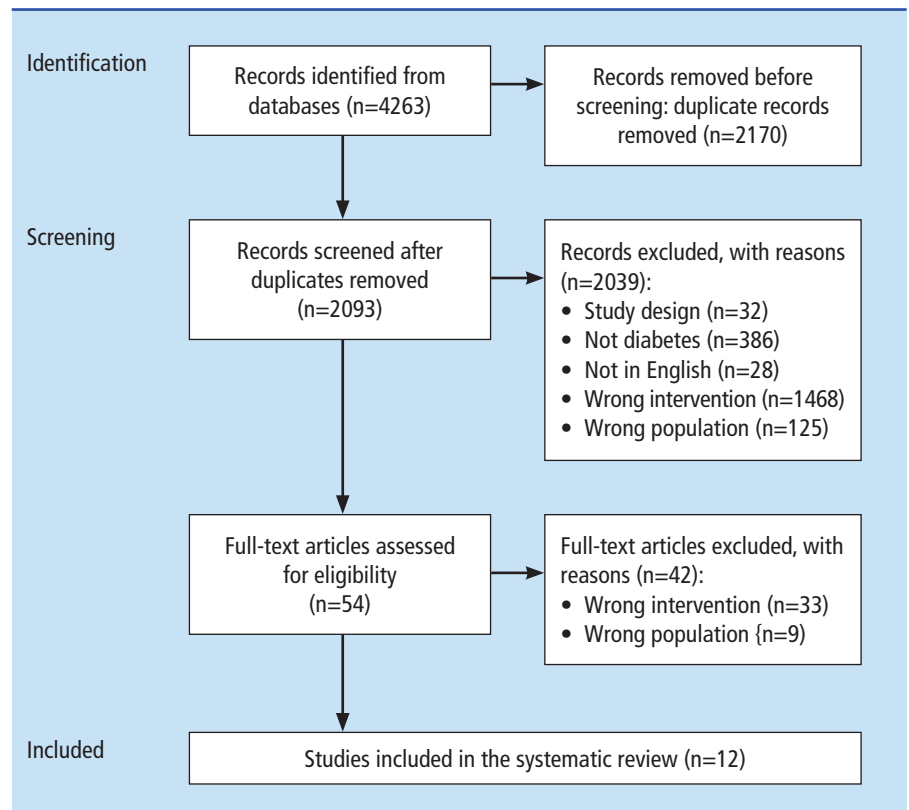 Identification
Records identified from
databases (n=4263)
Records removed before
screening: duplicate records
removed (n=2170)
Screening
Records screened after
duplicates removed
(n=2093)
Records excluded, with reasons
(n=2039):
• Study design (n=32)
• Not diabetes (n=386)
• Not in English (n=28)
• Wrong intervention (n=1468)
• Wrong population (n=125)
Full-text articles assessed
for eligibility
(n=54)
Full-text articles excluded, with
reasons (n=42):
• Wrong intervention (n=33)
• Wrong population {n=9)
Included
Studies included in the systematic review (n=12)